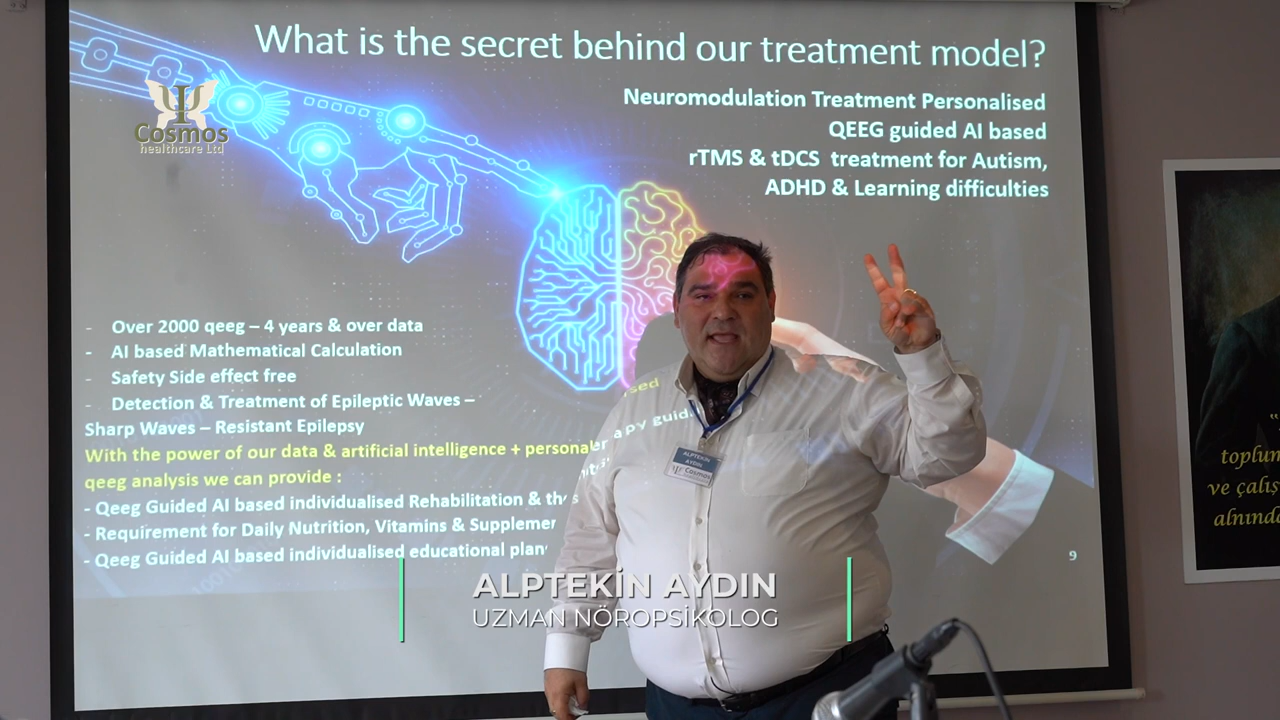 What is the secret behind our treatment model?
Cosmos
healthcare Ltd
Neuromodulation Treatment Personalised
QEEG guided AI based
rTMS & tDCS treatment for Autism,
ADHD & Learning difficulties
- Over 2000 qeeg – 4 years & over data
- AI based Mathematical Calculation
- Safety Side effect free
- Detection & Treatment of Epileptic Waves –
Sharp Waves – Resistant Epilepsy
With the power of our data & artificial intelligence + personal
qeeg analysis we can provide :
- Qeeg Guided AI based individualised Rehabilitation &
- Requirement for Daily Nutrition, Vitamins & Supplemen
- Qeeg Guided AI based individualised educational plan
9
ALPTEKİN
AYDIN
Cosmos
toplum
ve çalış
alnında
ALPTEKİN AYDIN
UZMAN NÖROPSİKOLOG